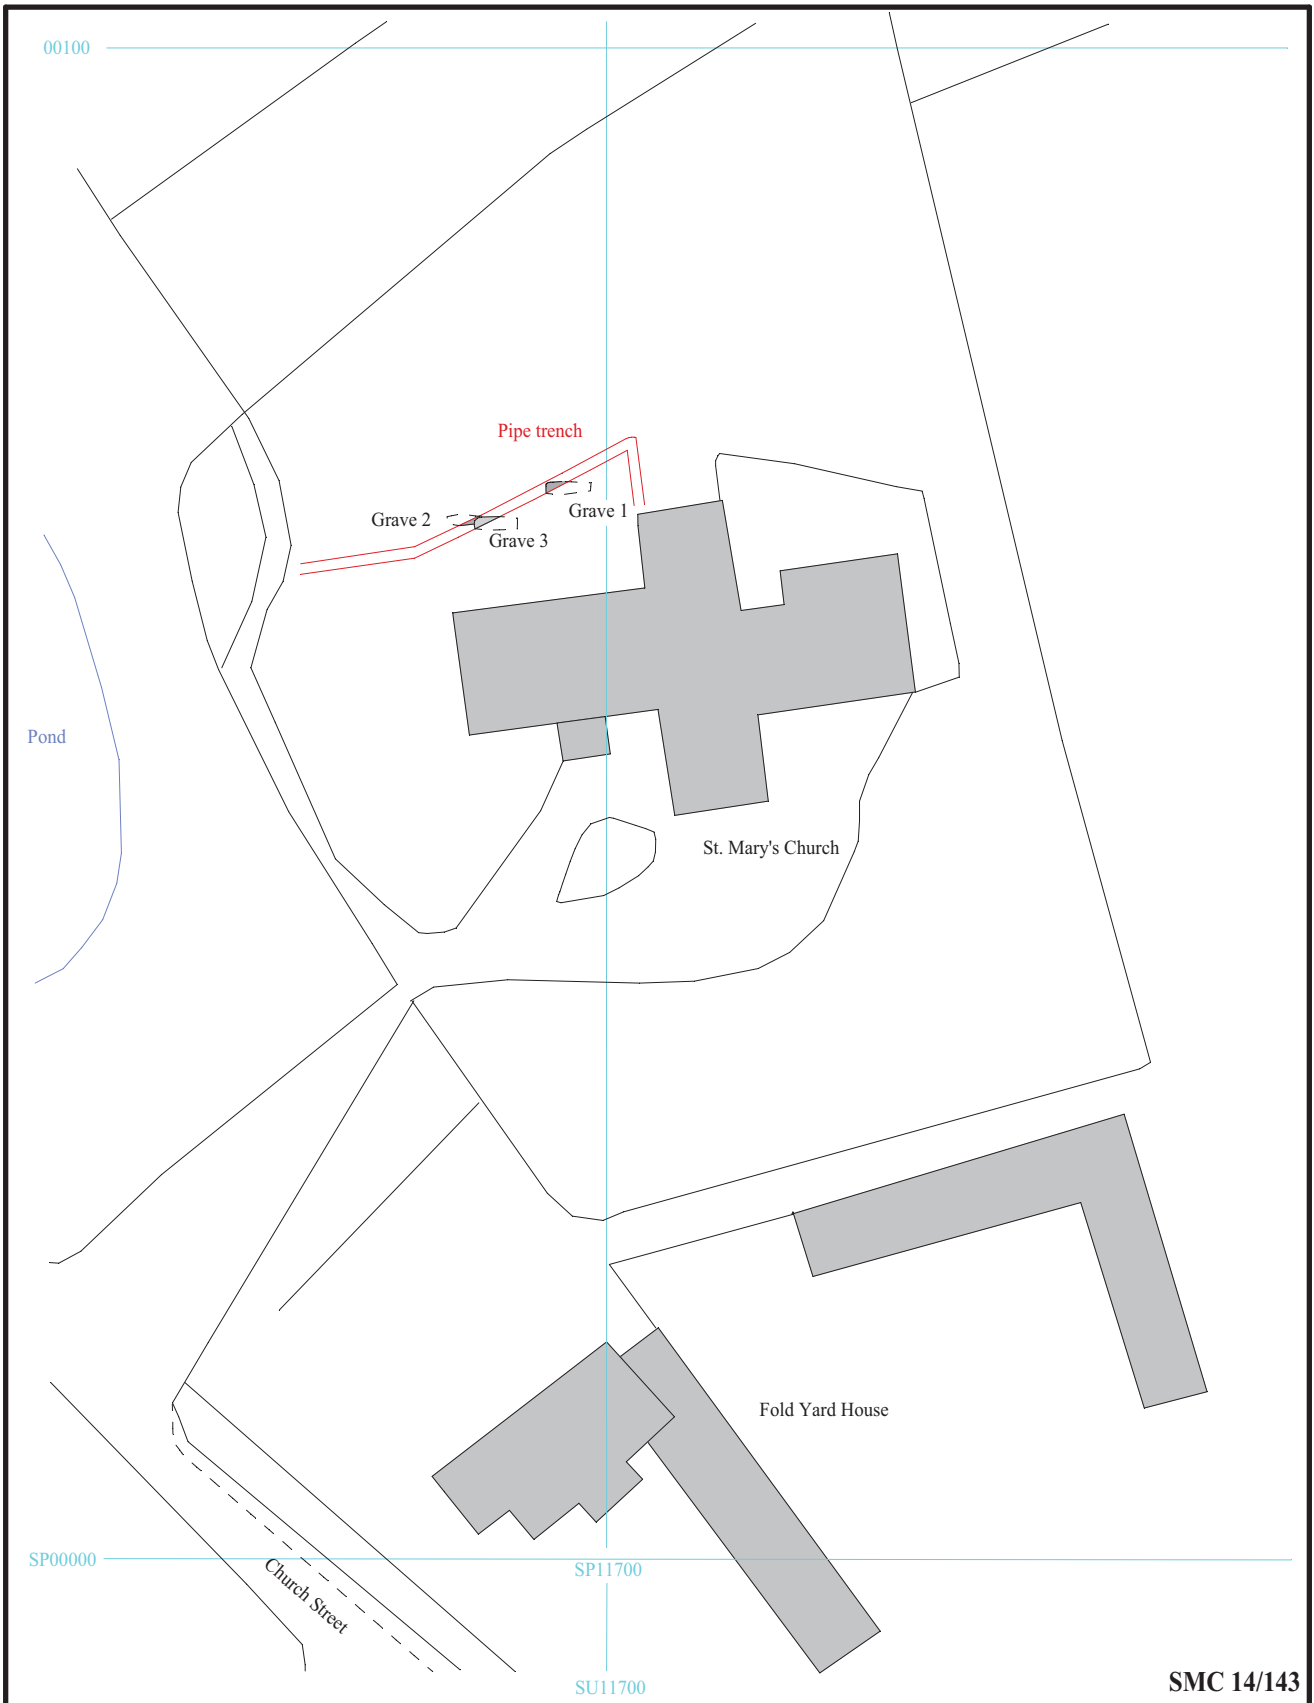 00100
Pipe trench
Grave 1
Grave 2
Grave 3
Pond
St. Mary's Church
Fold Yard House
SP00000
SP11700
Church Street
SU11700
SMC 14/143